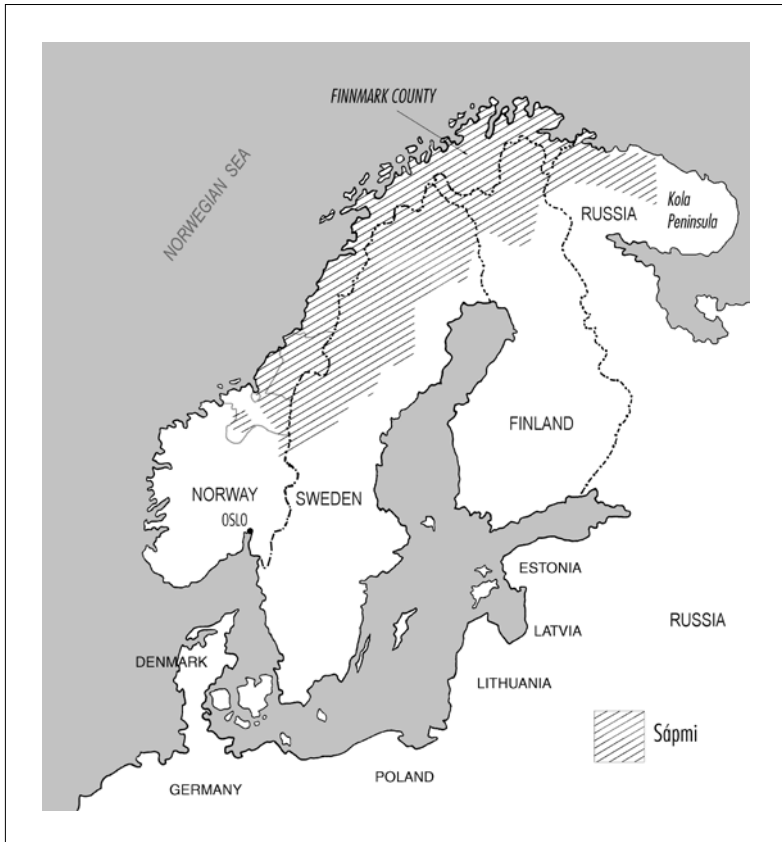 FINNMARK COUNTY
NORWEGIAN SEA
RUSSIA
Kola
Peninsula
FINLAND
NORWAY
SWEDEN
OSLO
ESTONIA
LATVIA
RUSSIA
DENMARK
LITHUANIA
Sápmi
POLAND
GERMANY